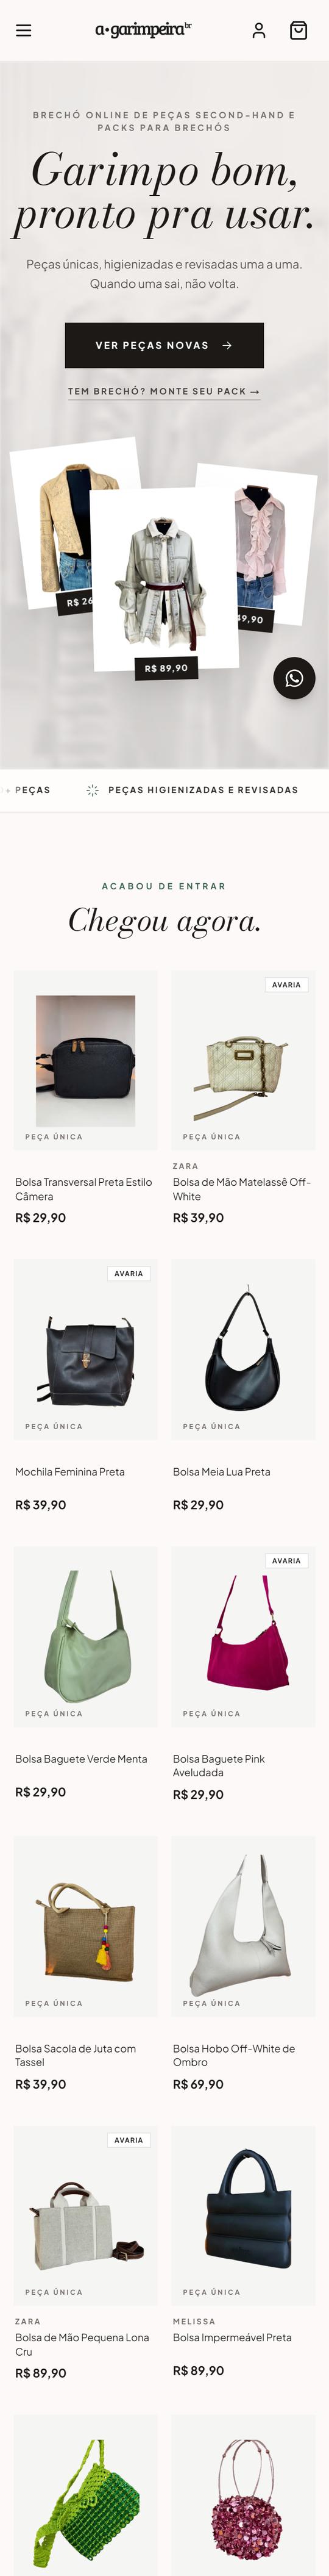 a•garimpeira br
BRECHÓ ONLINE DE PEÇAS SECOND-HAND E
PACKS PARA BRECHÓS
Garimpo bom,
pronto pra usar.
Peças únicas, higienizadas e revisadas uma a uma.
Quando uma sai, não volta.
VER PEÇAS NOVAS →
TEM BRECHÓ? MONTE SEU PACK →
R$ 26
49,90
R$ 89,90
PEÇAS
PEÇAS HIGIENIZADAS E REVISADAS
ACABOU DE ENTRAR
Chegou agora.
PEÇA ÚNICA
Bolsa Transversal Preta Estilo
Câmera
R$ 29,90
AVARIA
PEÇA ÚNICA
ZARA
Bolsa de Mão Matelassê Off-
White
R$ 39,90
AVARIA
PEÇA ÚNICA
Mochila Feminina Preta
R$ 39,90
PEÇA ÚNICA
Bolsa Meia Lua Preta
R$ 29,90
PEÇA ÚNICA
Bolsa Baguete Verde Menta
R$ 29,90
AVARIA
PEÇA ÚNICA
Bolsa Baguete Pink
Aveludada
R$ 29,90
PEÇA ÚNICA
Bolsa Sacola de Juta com
Tassel
R$ 39,90
PEÇA ÚNICA
Bolsa Hobo Off-White de
Ombro
R$ 69,90
AVARIA
PEÇA ÚNICA
ZARA
Bolsa de Mão Pequena Lona
Cru
R$ 89,90
PEÇA ÚNICA
MELISSA
Bolsa Impermeável Preta
R$ 89,90